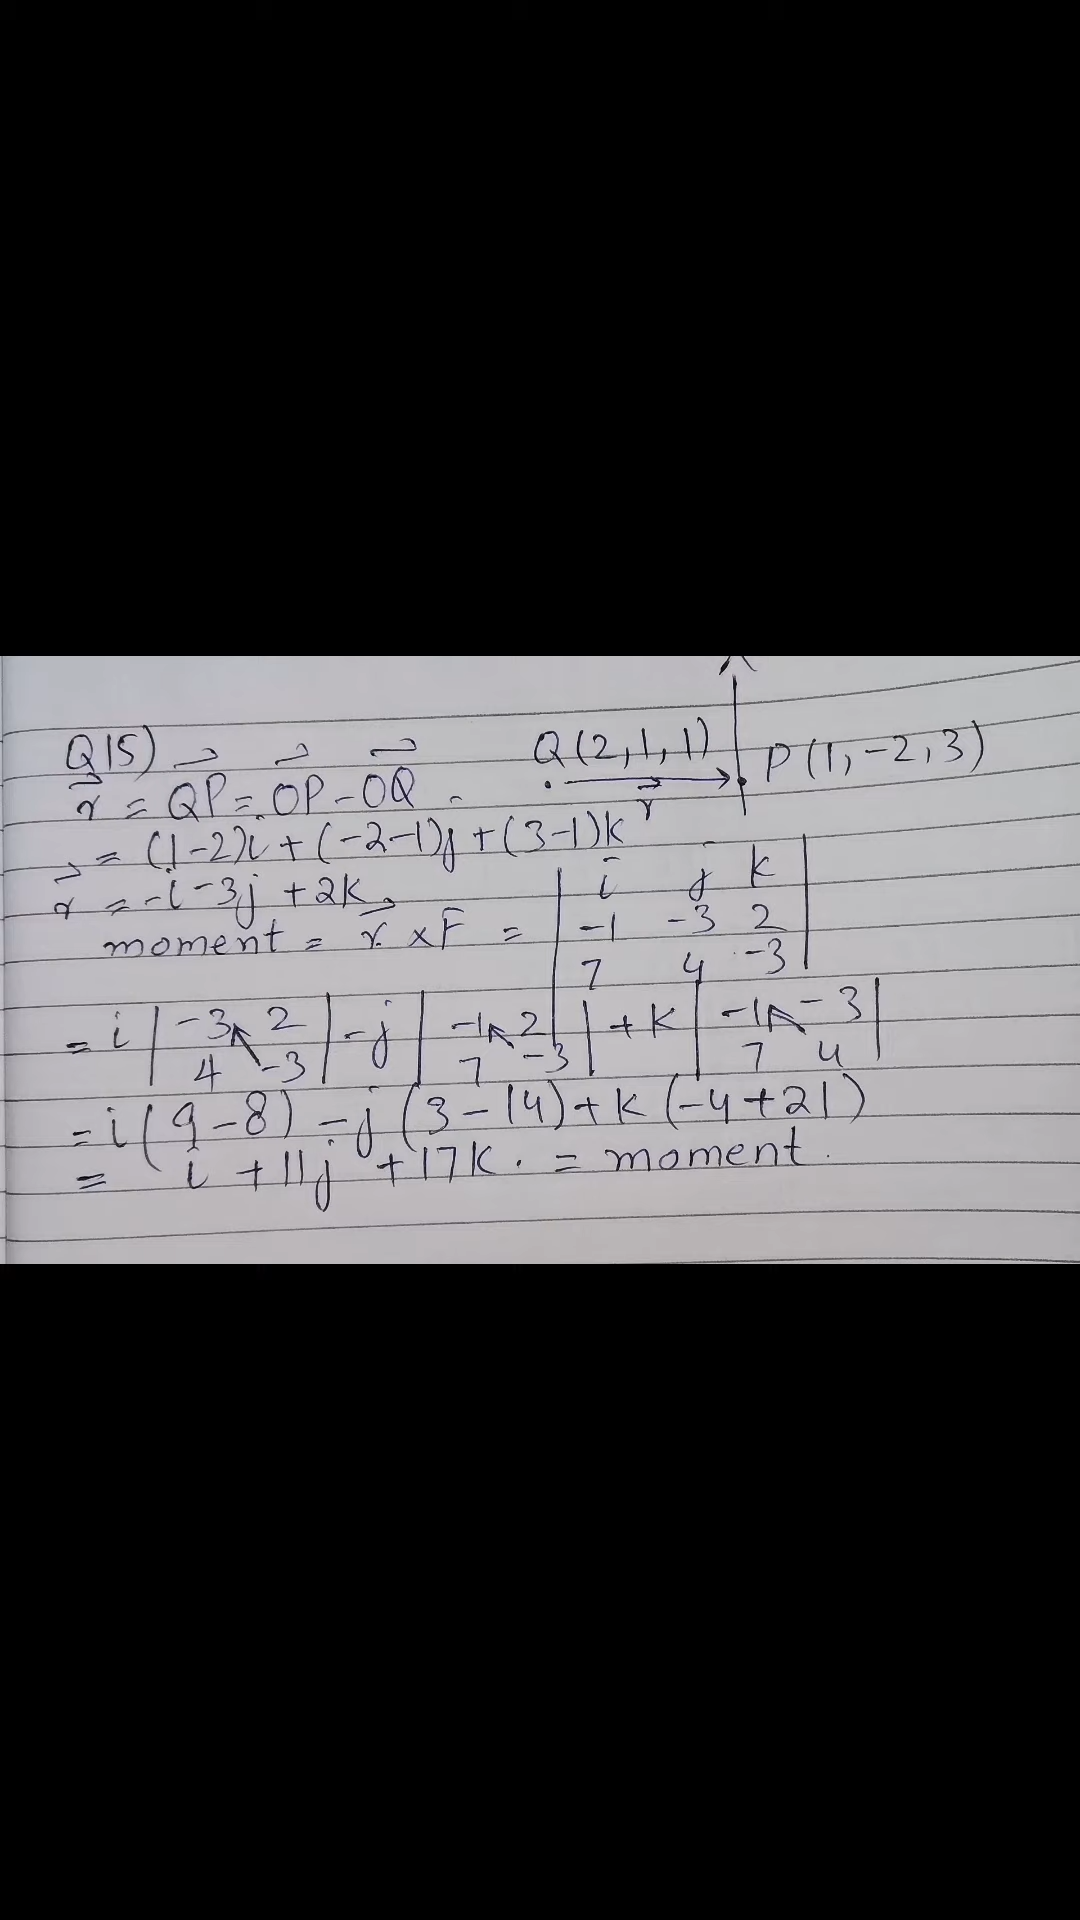 Q15)
Q(2,1,1) P(1,-2,3)
r⃗ = QP⃗ = OP⃗ - OQ⃗ r⃗
= (1-2)i + (-2-1)j + (3-1)k
r⃗ = -i -3j + 2k.
moment = r⃗ × F⃗ = | i j k |
| -1 -3 2 |
| 7 4 -3 |
= i | -3 2 | - j | -1 2 | + k | -1 -3 |
| 4 -3 | | 7 -3 | | 7 4 |
= i(9-8) - j(3-14) + k(-4+21)
= i + 11j + 17k. = moment.